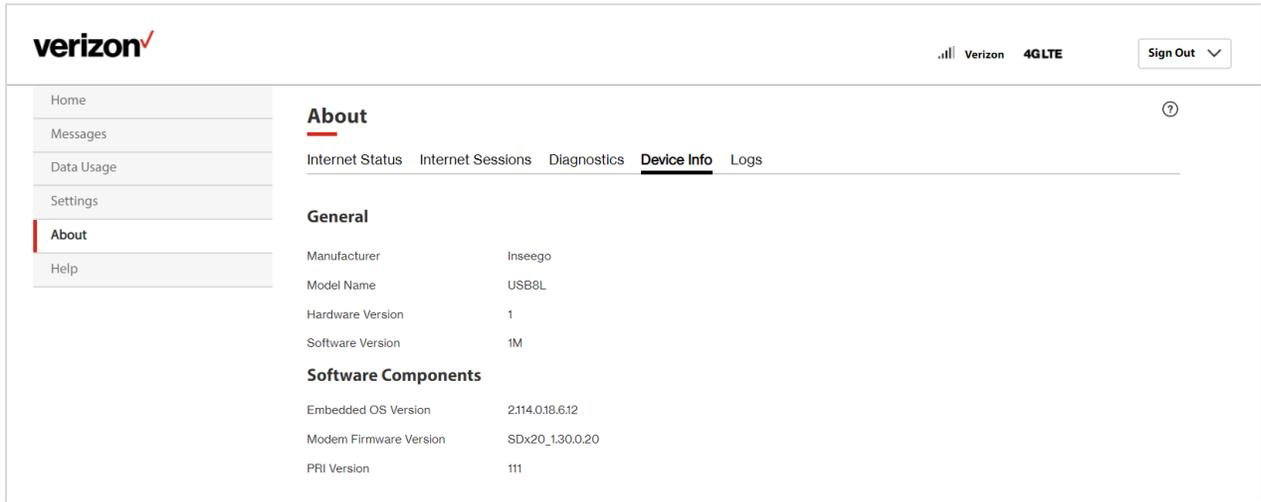 verizon
Verizon 4G LTE Sign Out
Home
Messages
Data Usage
Settings
About
Help
About
Internet Status Internet Sessions Diagnostics Device Info Logs
General
Manufacturer Inseego
Model Name USB8L
Hardware Version 1
Software Version 1M
Software Components
Embedded OS Version 2.114.0.18.6.12
Modem Firmware Version SDx20_1.30.0.20
PRI Version 111